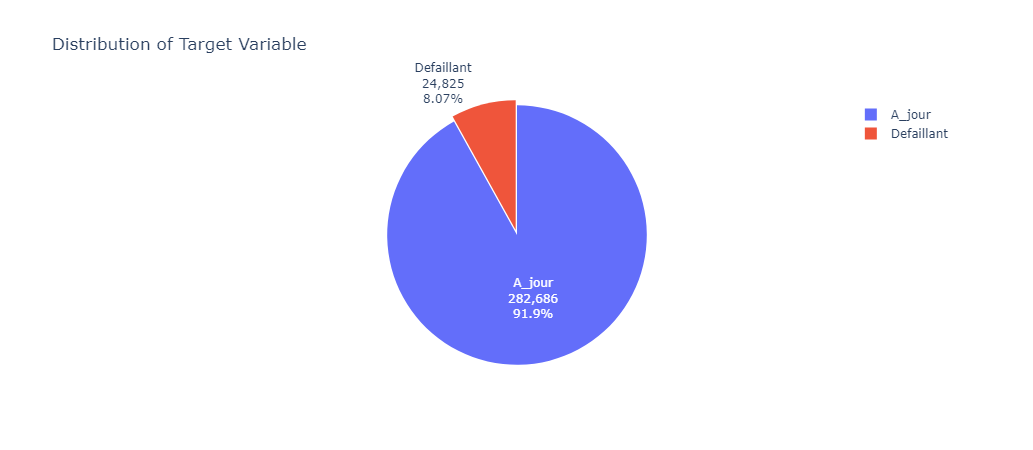 Distribution of Target Variable
Defaillant
24,825
8.07%
A_jour
282,686
91.9%
A_jour
Defaillant